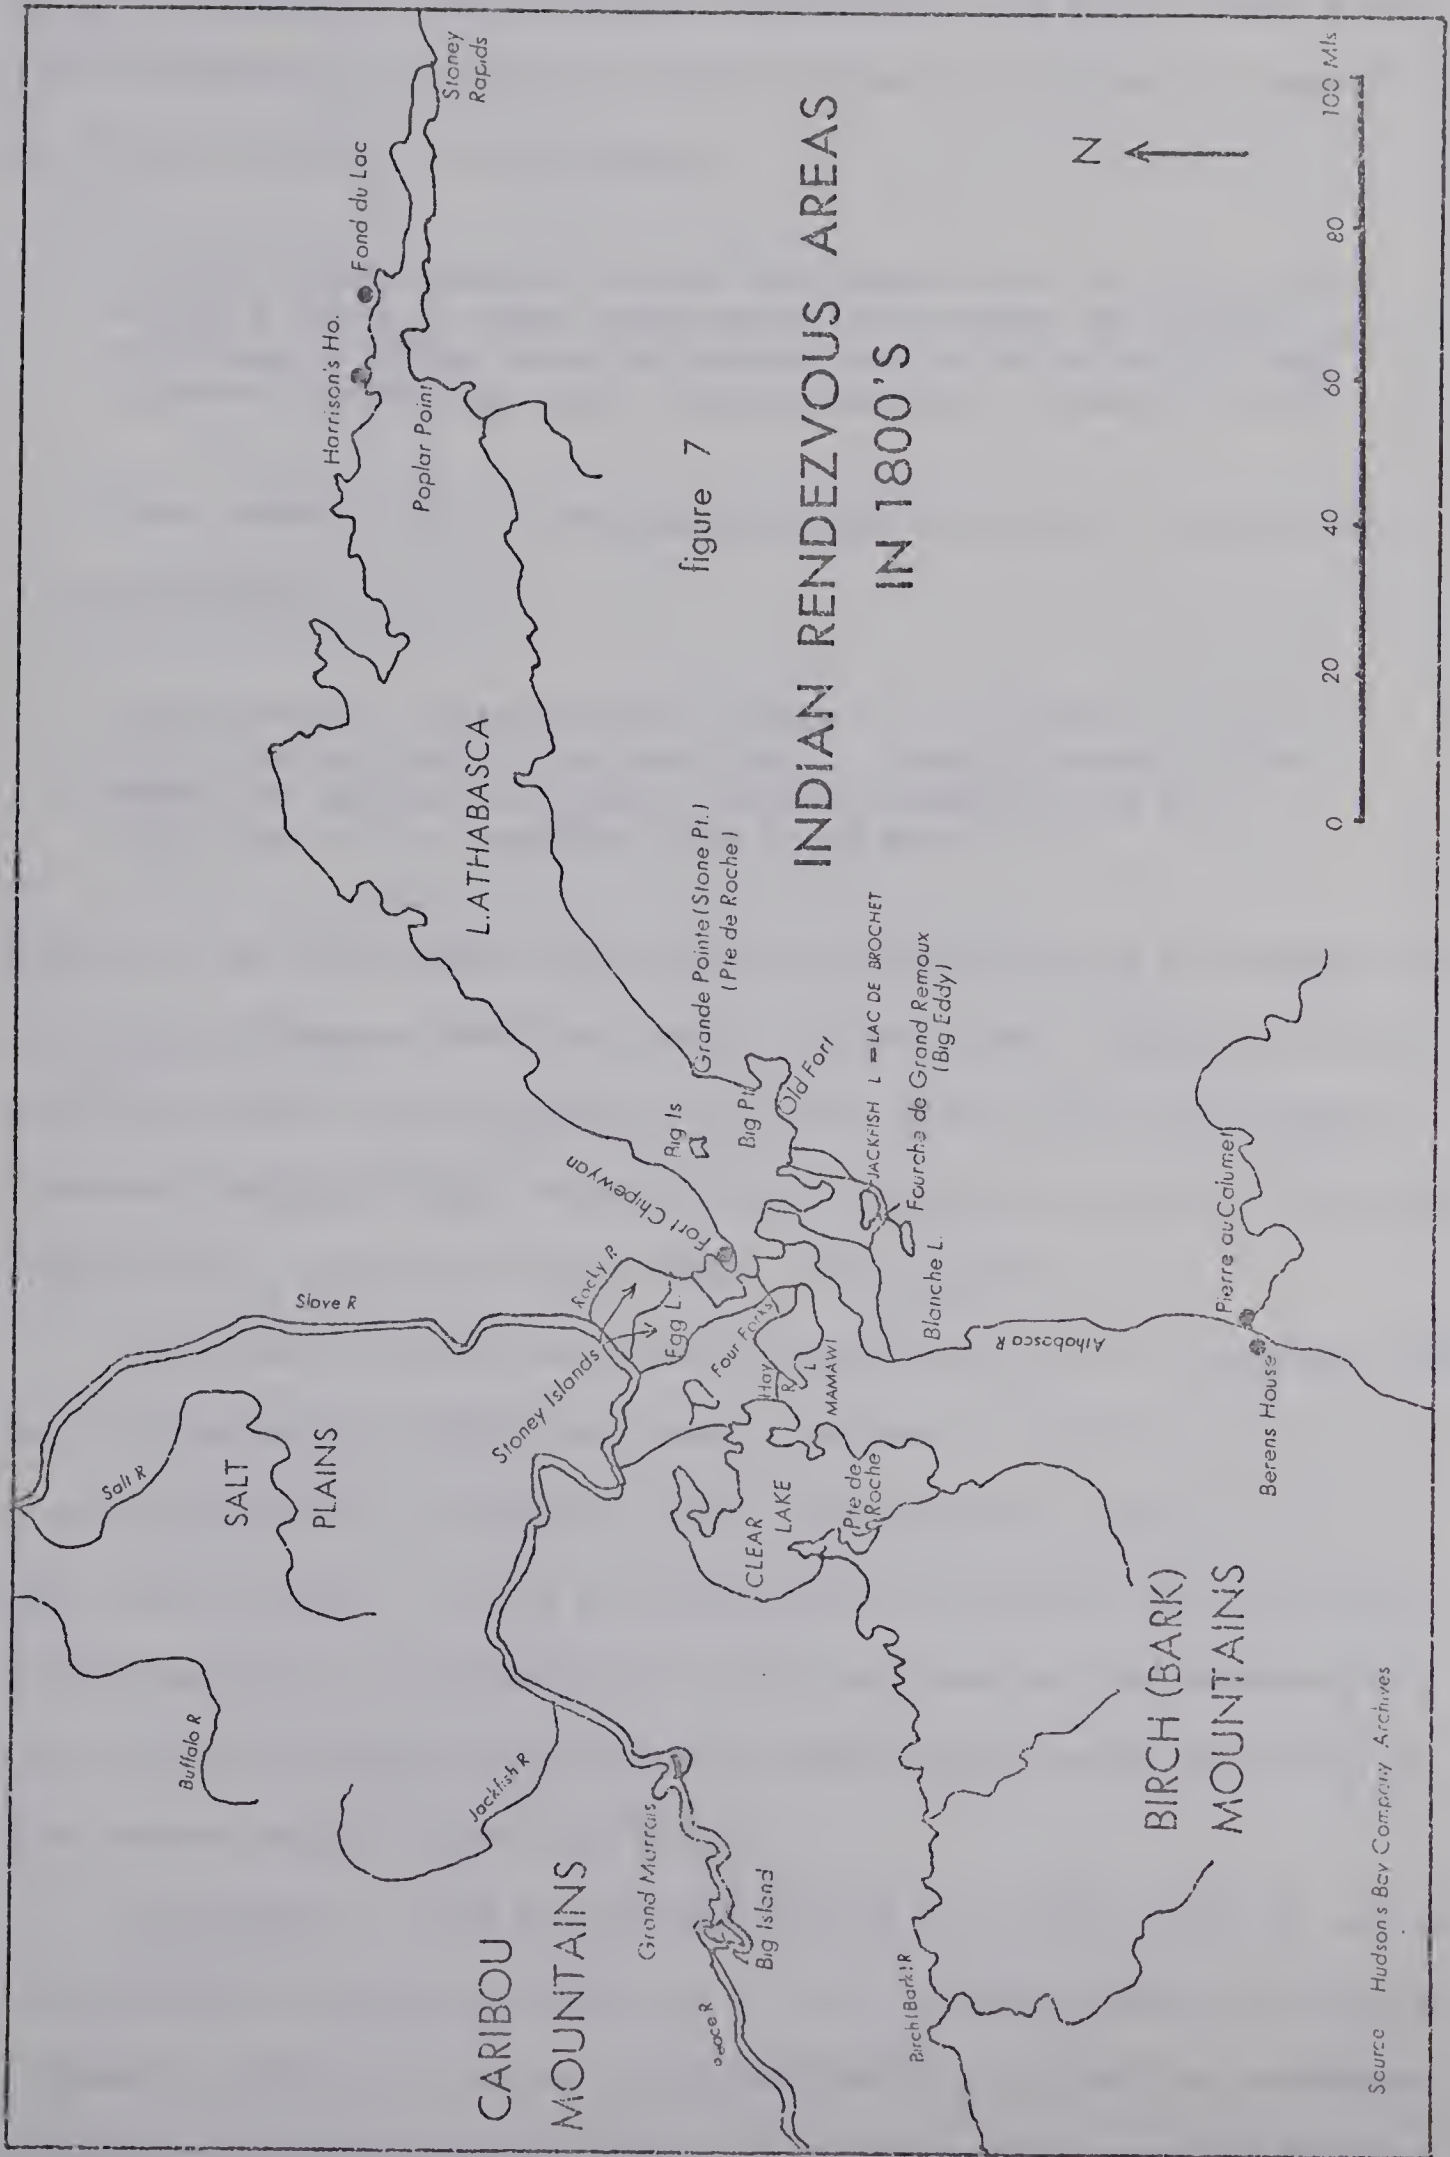 INDIAN RENDEZVOUS AREAS
IN 1800'S
figure 7
N
0 20 40 60 80 100 Mls
Stoney
Rapids
Fond du Lac
Harrison's Ho.
Poplar Point
L. ATHABASCA
Grande Pointe (Stone Pt.)
(Pte de Roche)
Big Is
Big Pt.
Old Fort
JACKFISH L = LAC DE BROCHET
Fourche de Grand Remoux
(Big Eddy)
Blanche L.
Fort Chipewyan
Rocky R
Egg L.
Stoney Islands
Four Forks
Hay
R
L
MAMAWI
Slave R
Salt R
SALT
PLAINS
Buffalo R
Jackfish R
CARIBOU
MOUNTAINS
Grand Marrais
Big Island
Peace R
CLEAR
LAKE
Pte de
Roche
Athabasca R
Pierre au Calumet
Berens House
BIRCH (BARK)
MOUNTAINS
Birch (Bark) R
Source Hudson's Bay Company Archives